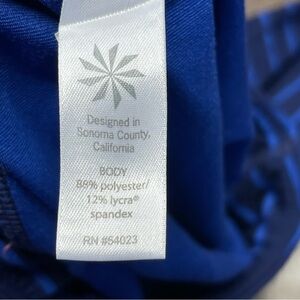 Designed in
Sonoma County,
California
BODY
88% polyester/
12% lycra®
spandex
RN #54023